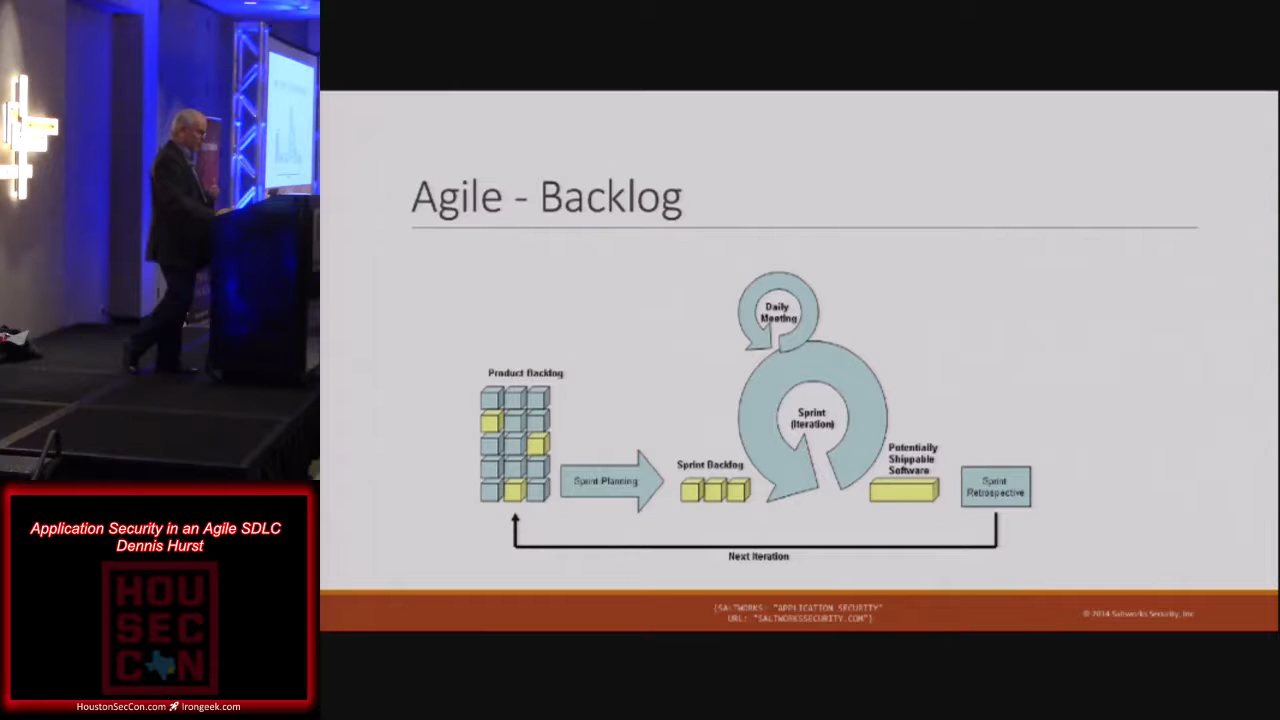 Agile - Backlog
Daily
Meeting
Product Backlog
Sprint
(Iteration)
Potentially
Shippable
Software
Sprint Backlog
Sprint Planning
Sprint
Retrospective
Next Iteration
{SALTWORKS: "APPLICATION SECURITY"
URL: "SALTWORKSSECURITY.COM"}
© 2014 Saltworks Security, Inc
Application Security in an Agile SDLC
Dennis Hurst
HOU
SEC
CON
HoustonSecCon.com Irongeek.com